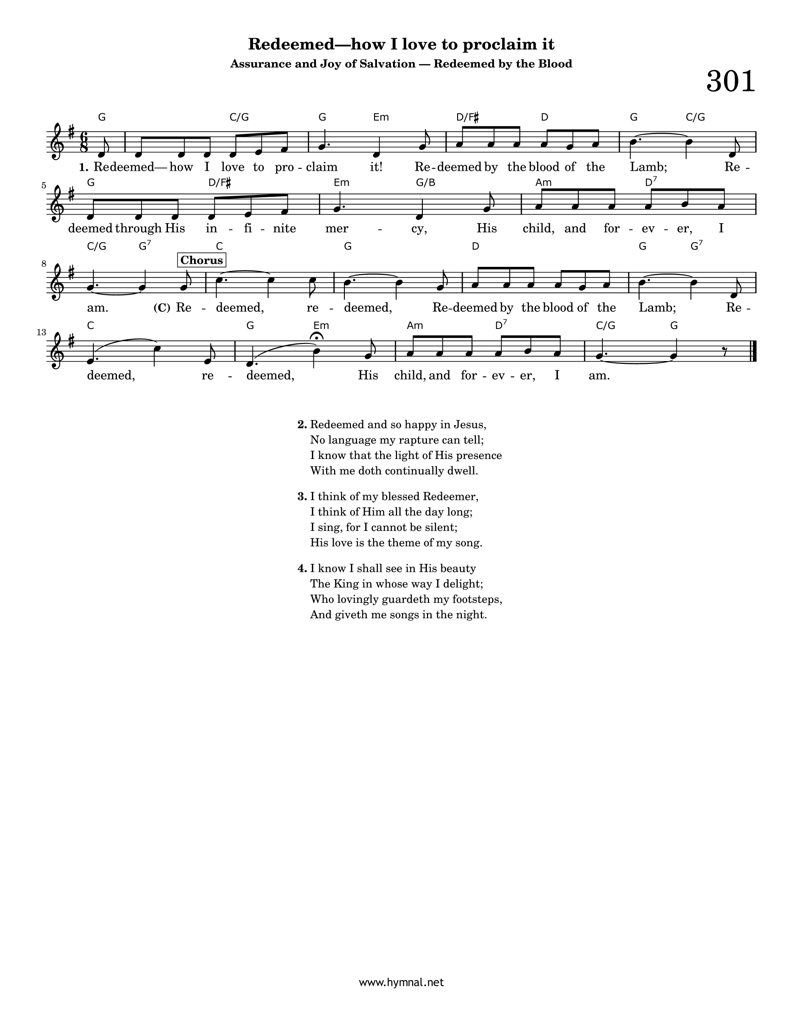 Redeemed—how I love to proclaim it
Assurance and Joy of Salvation — Redeemed by the Blood
301
G C/G G Em D/F♯ D G C/G
6
8
1. Redeemed—how I love to pro - claim it! Re - deemed by the blood of the Lamb; Re -
5
G D/F♯ Em G/B Am D7
deemed through His in - fi - nite mer - cy, His child, and for - ev - er, I
C/G G7 C G D G G7
8
Chorus
am. (C) Re - deemed, re - deemed, Re-deemed by the blood of the Lamb; Re -
13
C G Em Am D7 C/G G
deemed, re - deemed, His child, and for - ev - er, I am.
2. Redeemed and so happy in Jesus,
No language my rapture can tell;
I know that the light of His presence
With me doth continually dwell.
3. I think of my blessed Redeemer,
I think of Him all the day long;
I sing, for I cannot be silent;
His love is the theme of my song.
4. I know I shall see in His beauty
The King in whose way I delight;
Who lovingly guardeth my footsteps,
And giveth me songs in the night.
www.hymnal.net